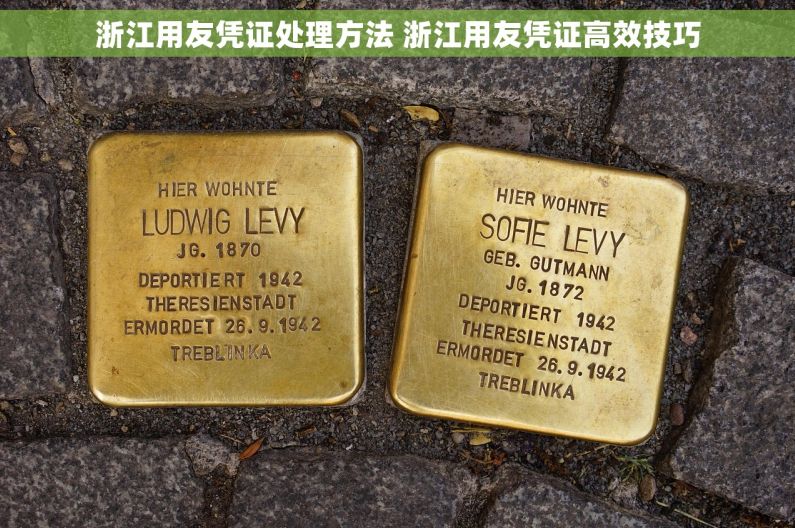 浙江用友凭证处理方法 浙江用友凭证高效技巧
HIER WOHNTE
LUDWIG LEVY
JG. 1870
DEPORTIERT 1942
THERESIENSTADT
ERMORDET 26.9.1942
TREBLINKA
HIER WOHNTE
SOFIE LEVY
GEB. GUTMANN
JG. 1872
DEPORTIERT 1942
THERESIENSTADT
ERMORDET 26.9.1942
TREBLINKA